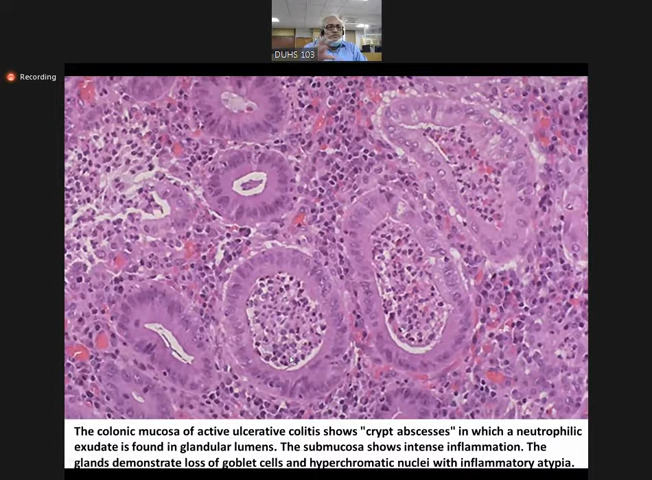 DUHS 103
Recording
The colonic mucosa of active ulcerative colitis shows "crypt abscesses" in which a neutrophilic
exudate is found in glandular lumens. The submucosa shows intense inflammation. The
glands demonstrate loss of goblet cells and hyperchromatic nuclei with inflammatory atypia.